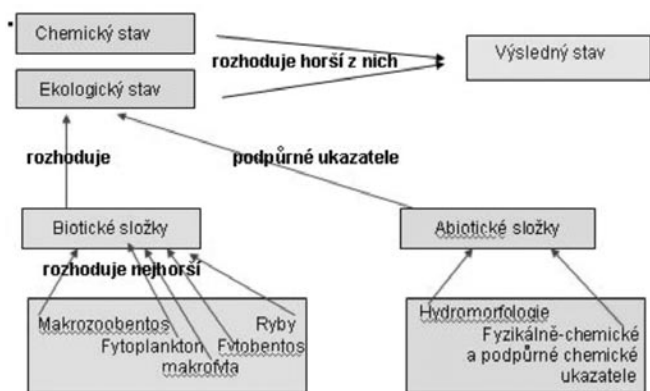 Chemický stav
rozhoduje horší z nich
Výsledný stav
Ekologický stav
rozhoduje
podpůrné ukazatele
Biotické složky
Abiotické složky
rozhoduje nejhorší
Makrozoobentos
Ryby
Fytoplankton
Fytobentos
makrofyta
Hydromorfologie
Fyzikálně-chemické
a podpůrné chemické
ukazatele